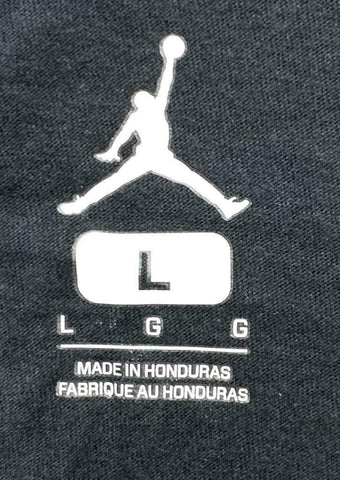 L
L G G
MADE IN HONDURAS
FABRIQUE AU HONDURAS